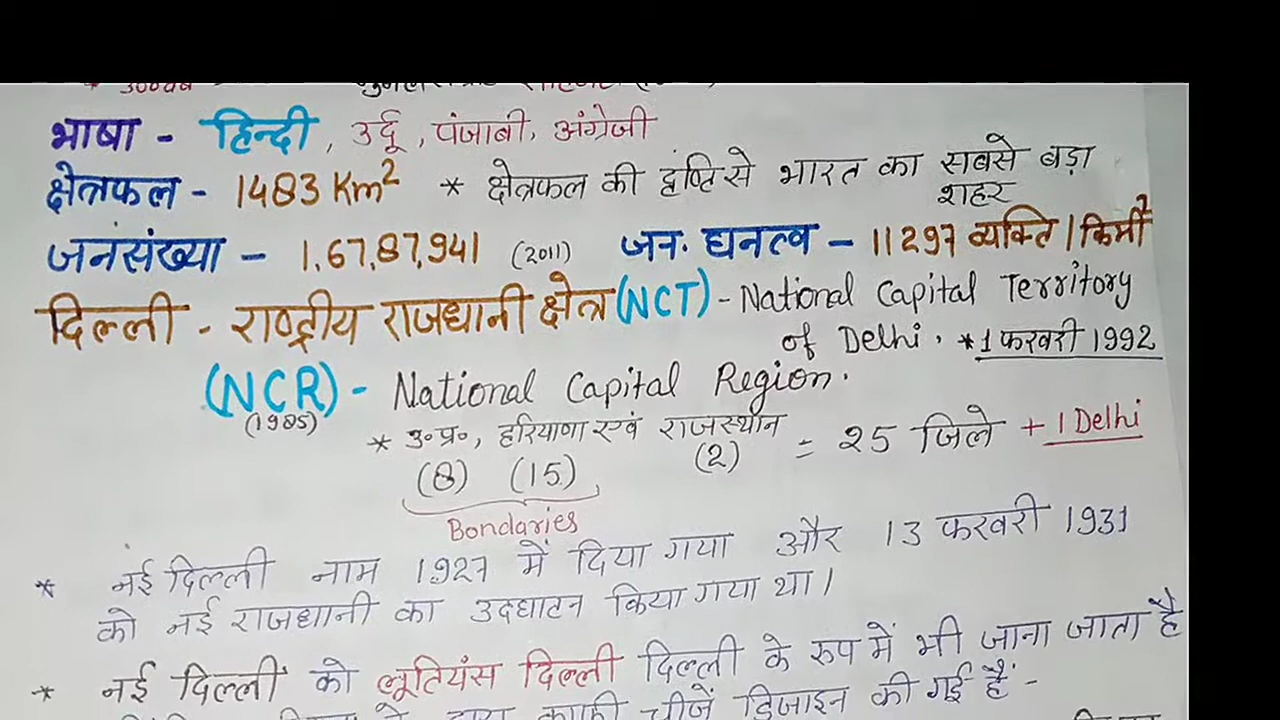 भाषा - हिन्दी, उर्दू, पंजाबी, अंग्रेजी
क्षेत्रफल - 1483 Km² * क्षेत्रफल की दृष्टि से भारत का सबसे बड़ा
शहर
जनसंख्या - 1,67,87,941 (2011) जन. घनत्व - 11297 व्यक्ति / किमी
दिल्ली - राष्ट्रीय राजधानी क्षेत्र (NCT) - National Capital Territory
of Delhi. * 1 फरवरी 1992
(NCR) - National Capital Region.
(1985)
* उ॰प्र॰, हरियाणा एवं राजस्थान = 25 जिले + 1 Delhi
(8) (15) (2)
Bondaries
* नई दिल्ली नाम 1927 में दिया गया और 13 फरवरी 1931
को नई राजधानी का उदघाटन किया गया था।
* नई दिल्ली को लूतियंस दिल्ली दिल्ली के रूप में भी जाना जाता है
काफी चीजें डिजाइन की गई हैं -